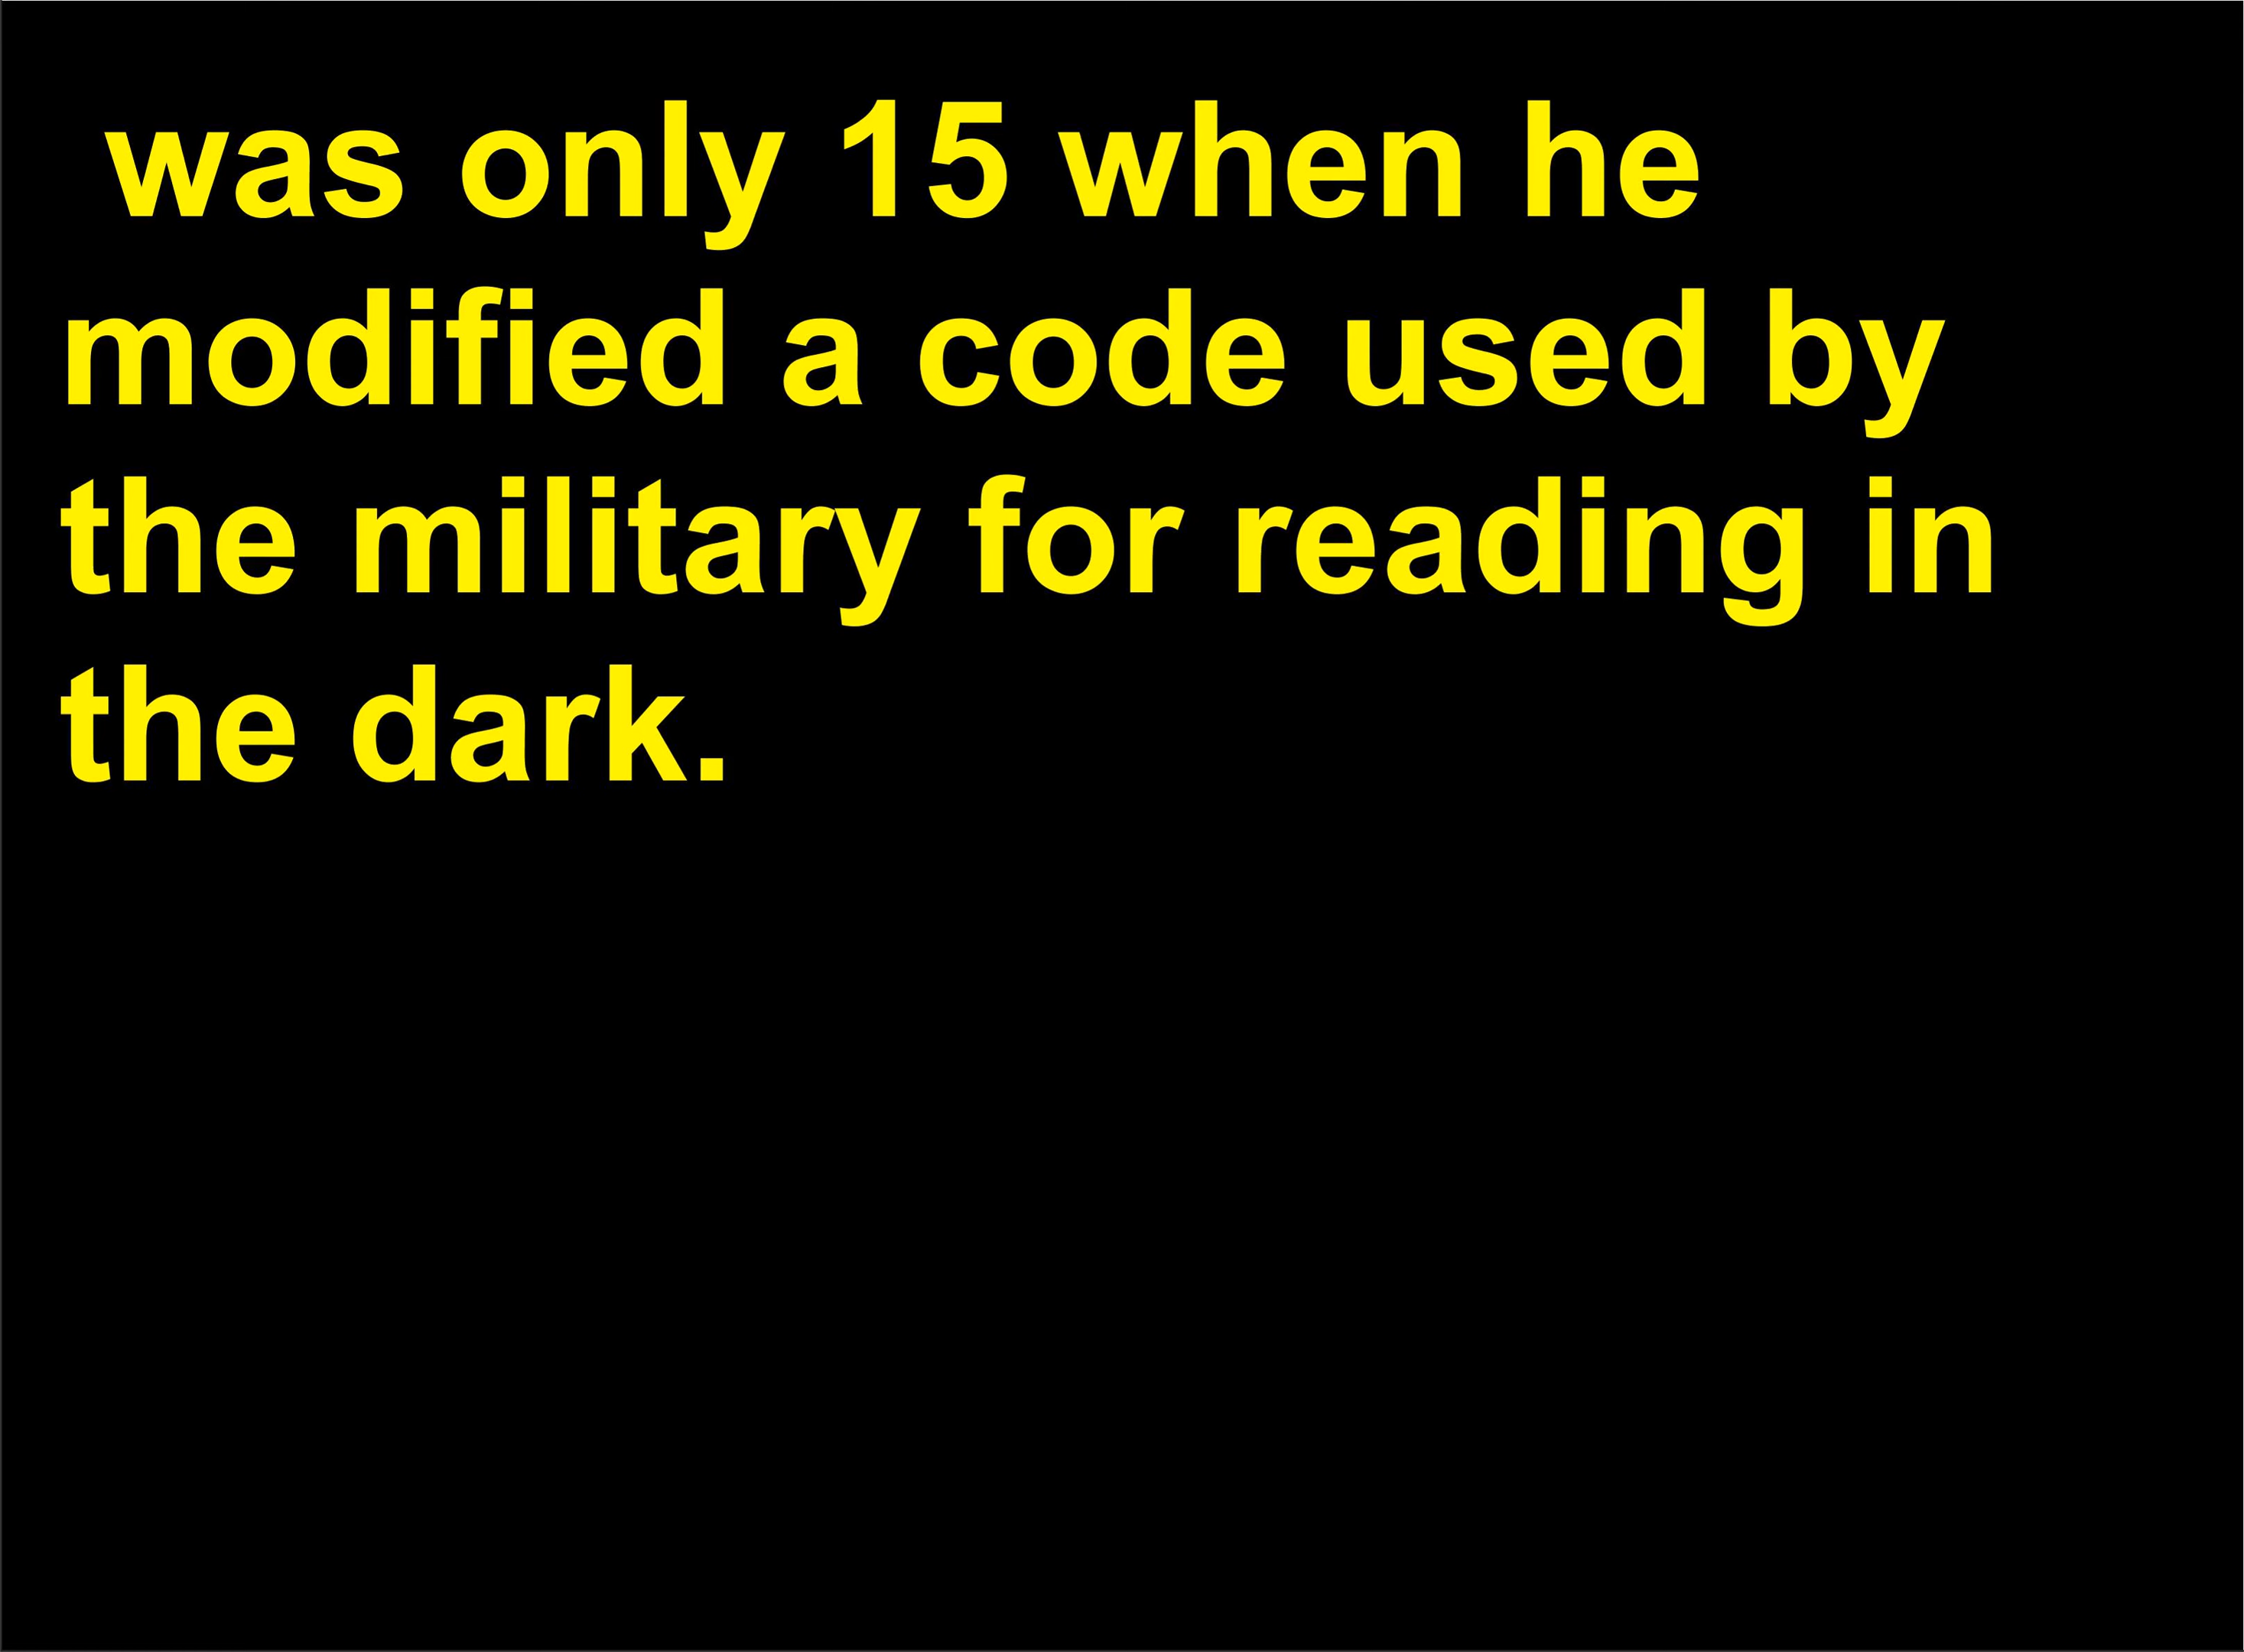 was only 15 when he
modified a code used by
the military for reading in
the dark.